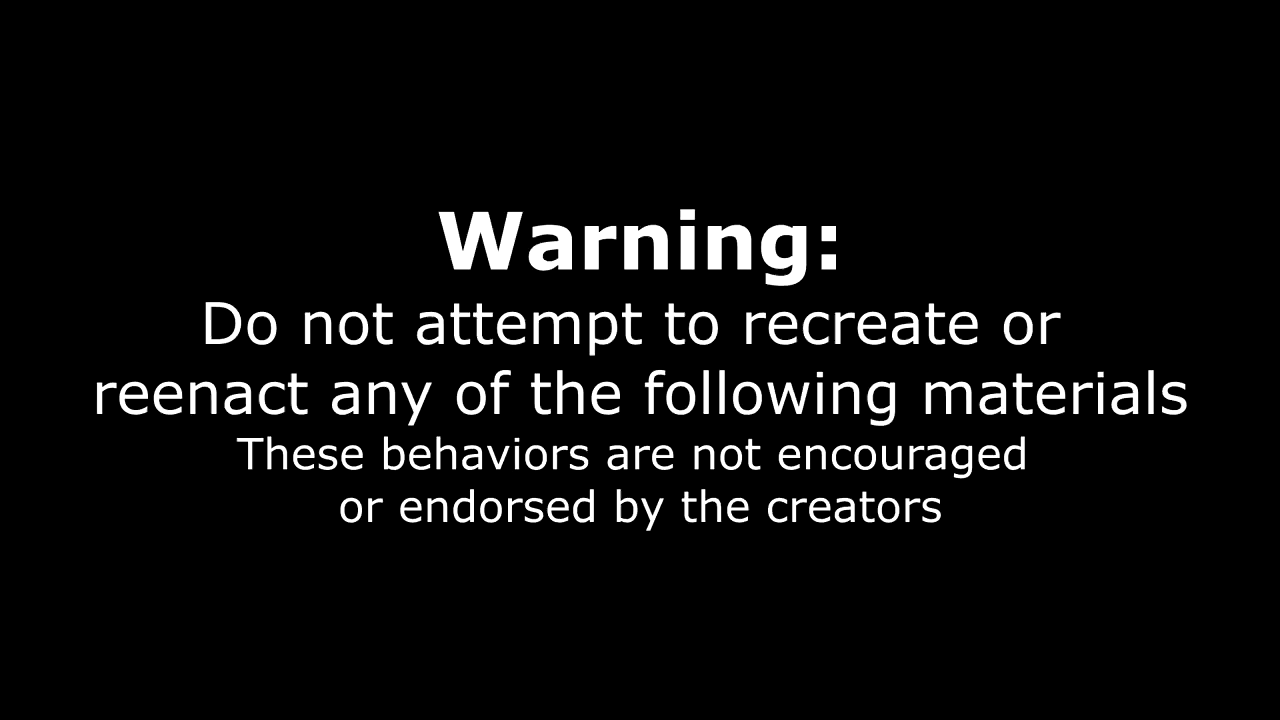 Warning:
Do not attempt to recreate or
reenact any of the following materials
These behaviors are not encouraged
or endorsed by the creators